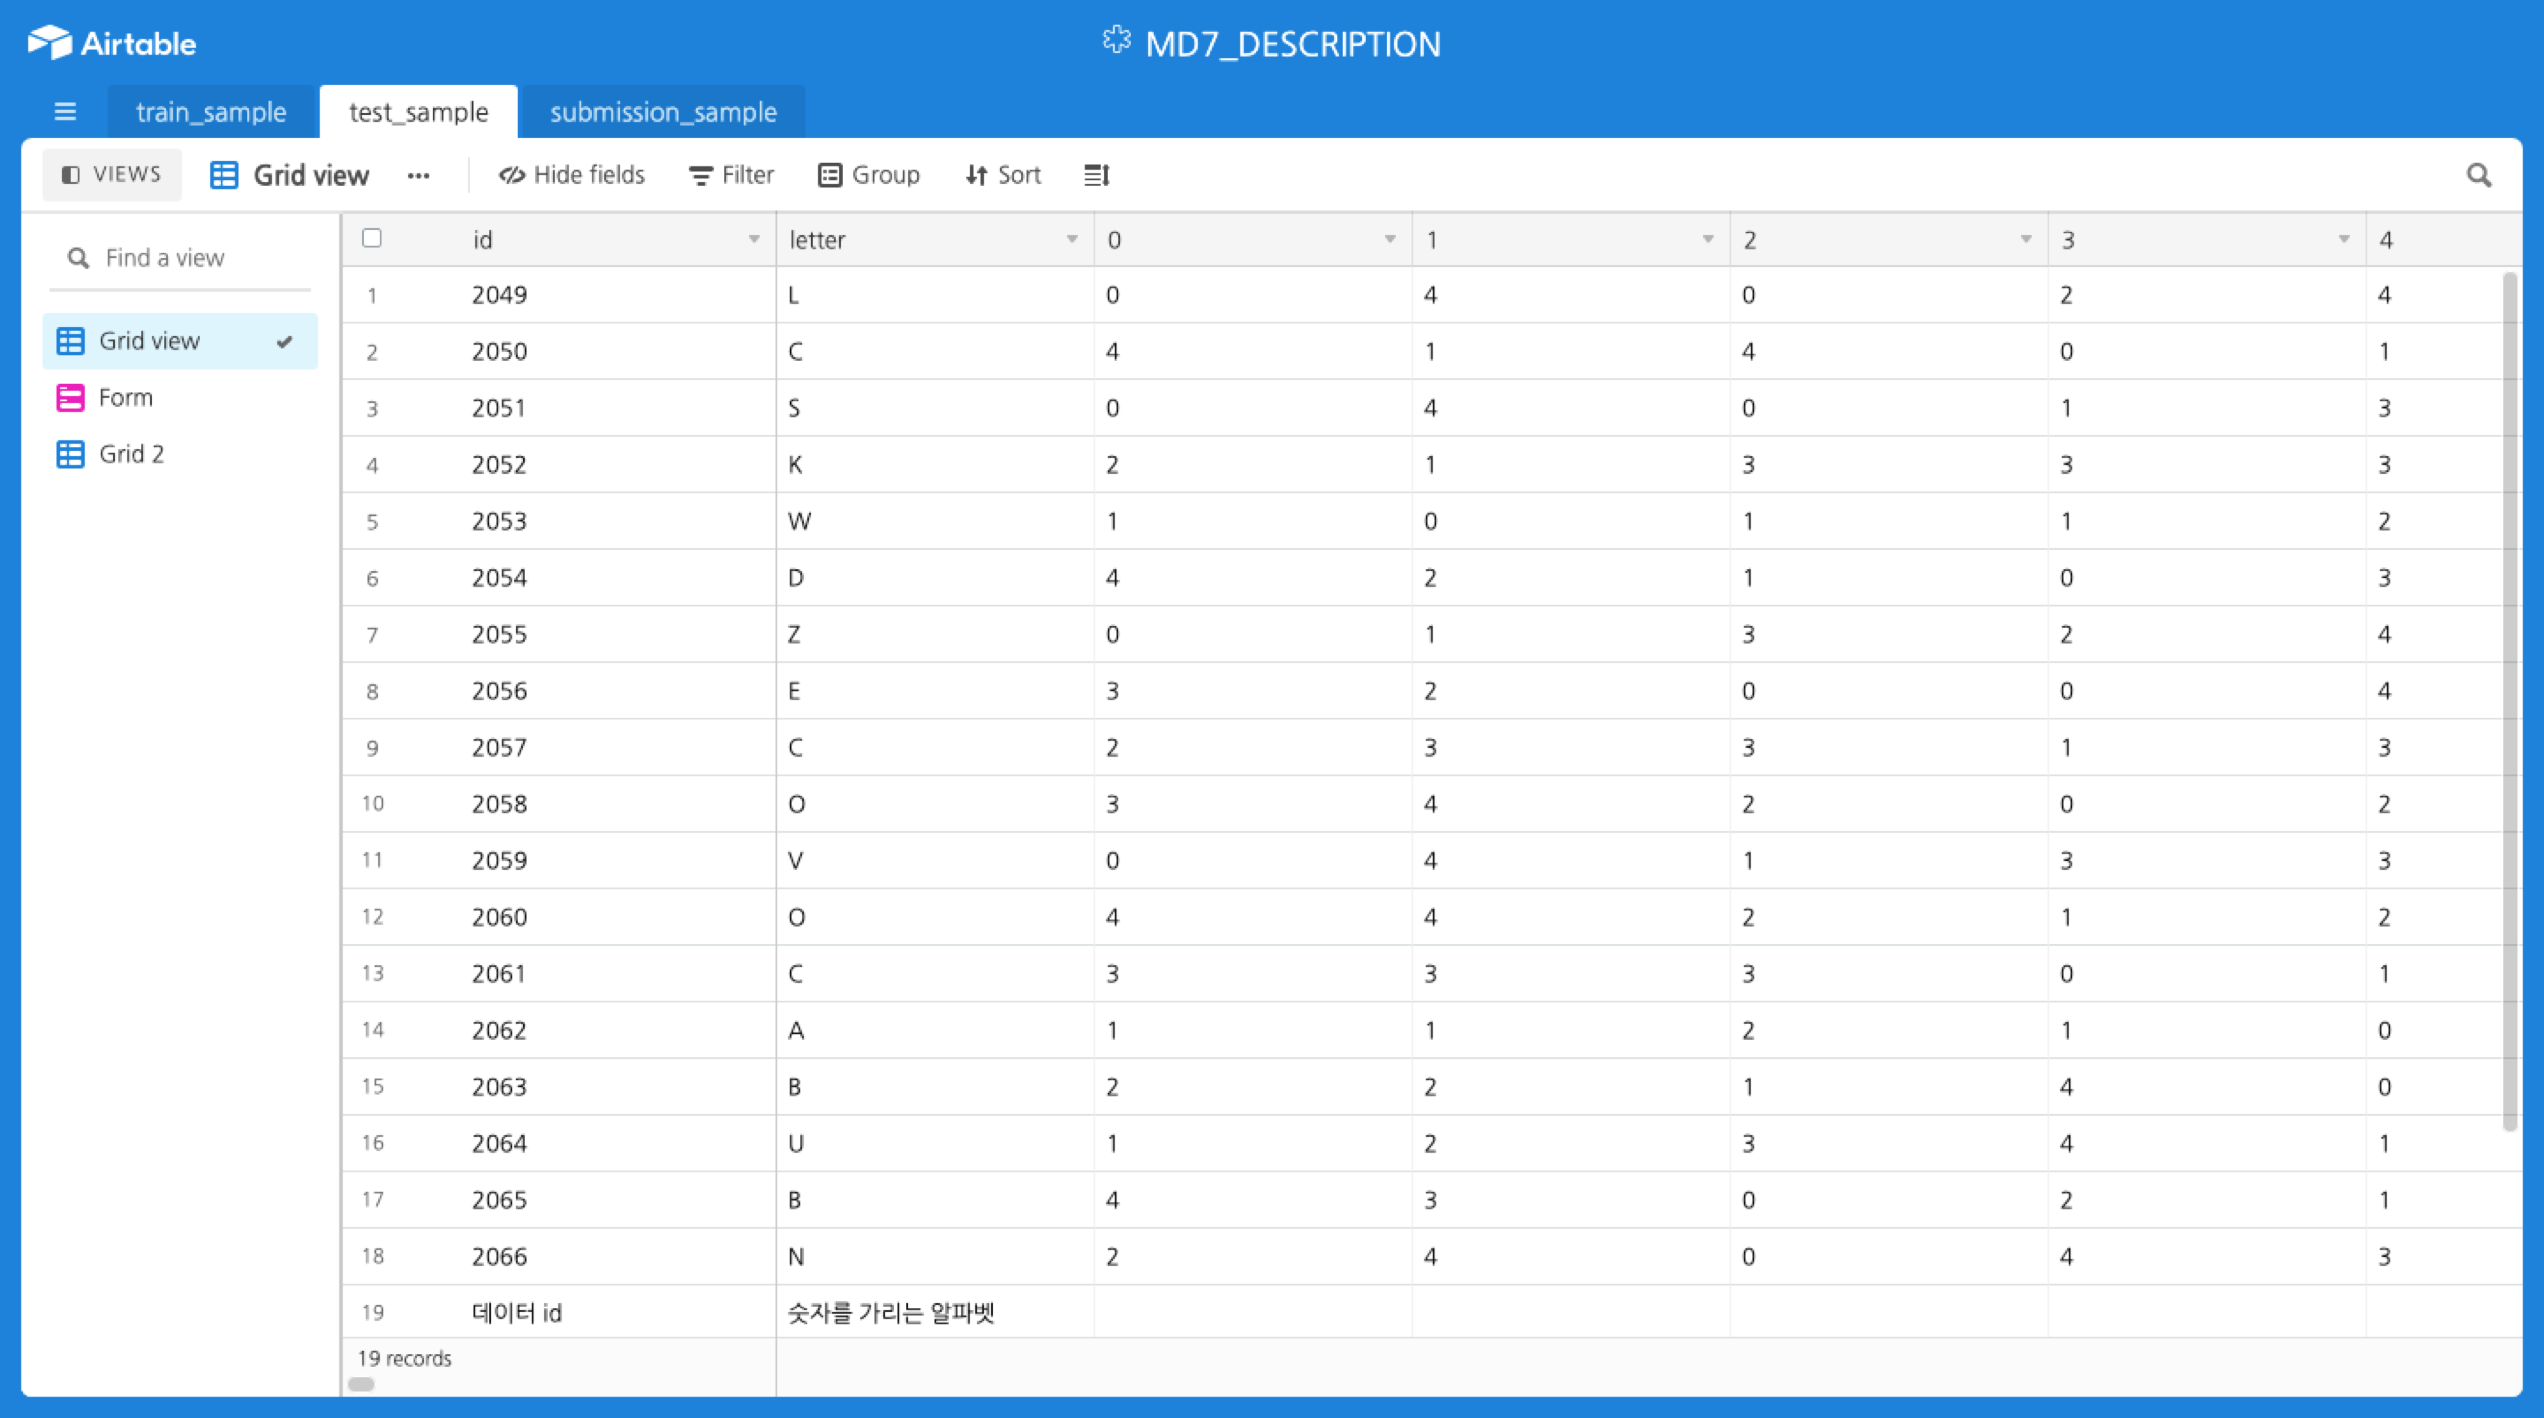 Airtable
MD7_DESCRIPTION
train_sample test_sample submission_sample
VIEWS Grid view ... Hide fields Filter Group Sort
Find a view
Grid view
Form
Grid 2
id letter 0 1 2 3 4
1 2049 L 0 4 0 2 4
2 2050 C 4 1 4 0 1
3 2051 S 0 4 0 1 3
4 2052 K 2 1 3 3 3
5 2053 W 1 0 1 1 2
6 2054 D 4 2 1 0 3
7 2055 Z 0 1 3 2 4
8 2056 E 3 2 0 0 4
9 2057 C 2 3 3 1 3
10 2058 O 3 4 2 0 2
11 2059 V 0 4 1 3 3
12 2060 O 4 4 2 1 2
13 2061 C 3 3 3 0 1
14 2062 A 1 1 2 1 0
15 2063 B 2 2 1 4 0
16 2064 U 1 2 3 4 1
17 2065 B 4 3 0 2 1
18 2066 N 2 4 0 4 3
19 데이터 id 숫자를 가리는 알파벳
19 records